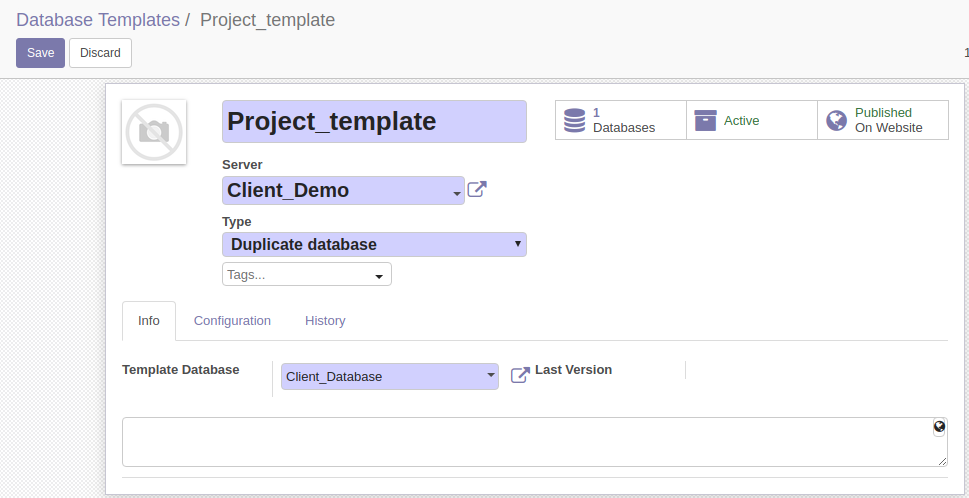 Database Templates / Project_template
Save Discard
1
Project_template
1
Databases
Active
Published
On Website
Server
Client_Demo
Type
Duplicate database
Tags...
Info Configuration History
Template Database Client_Database Last Version